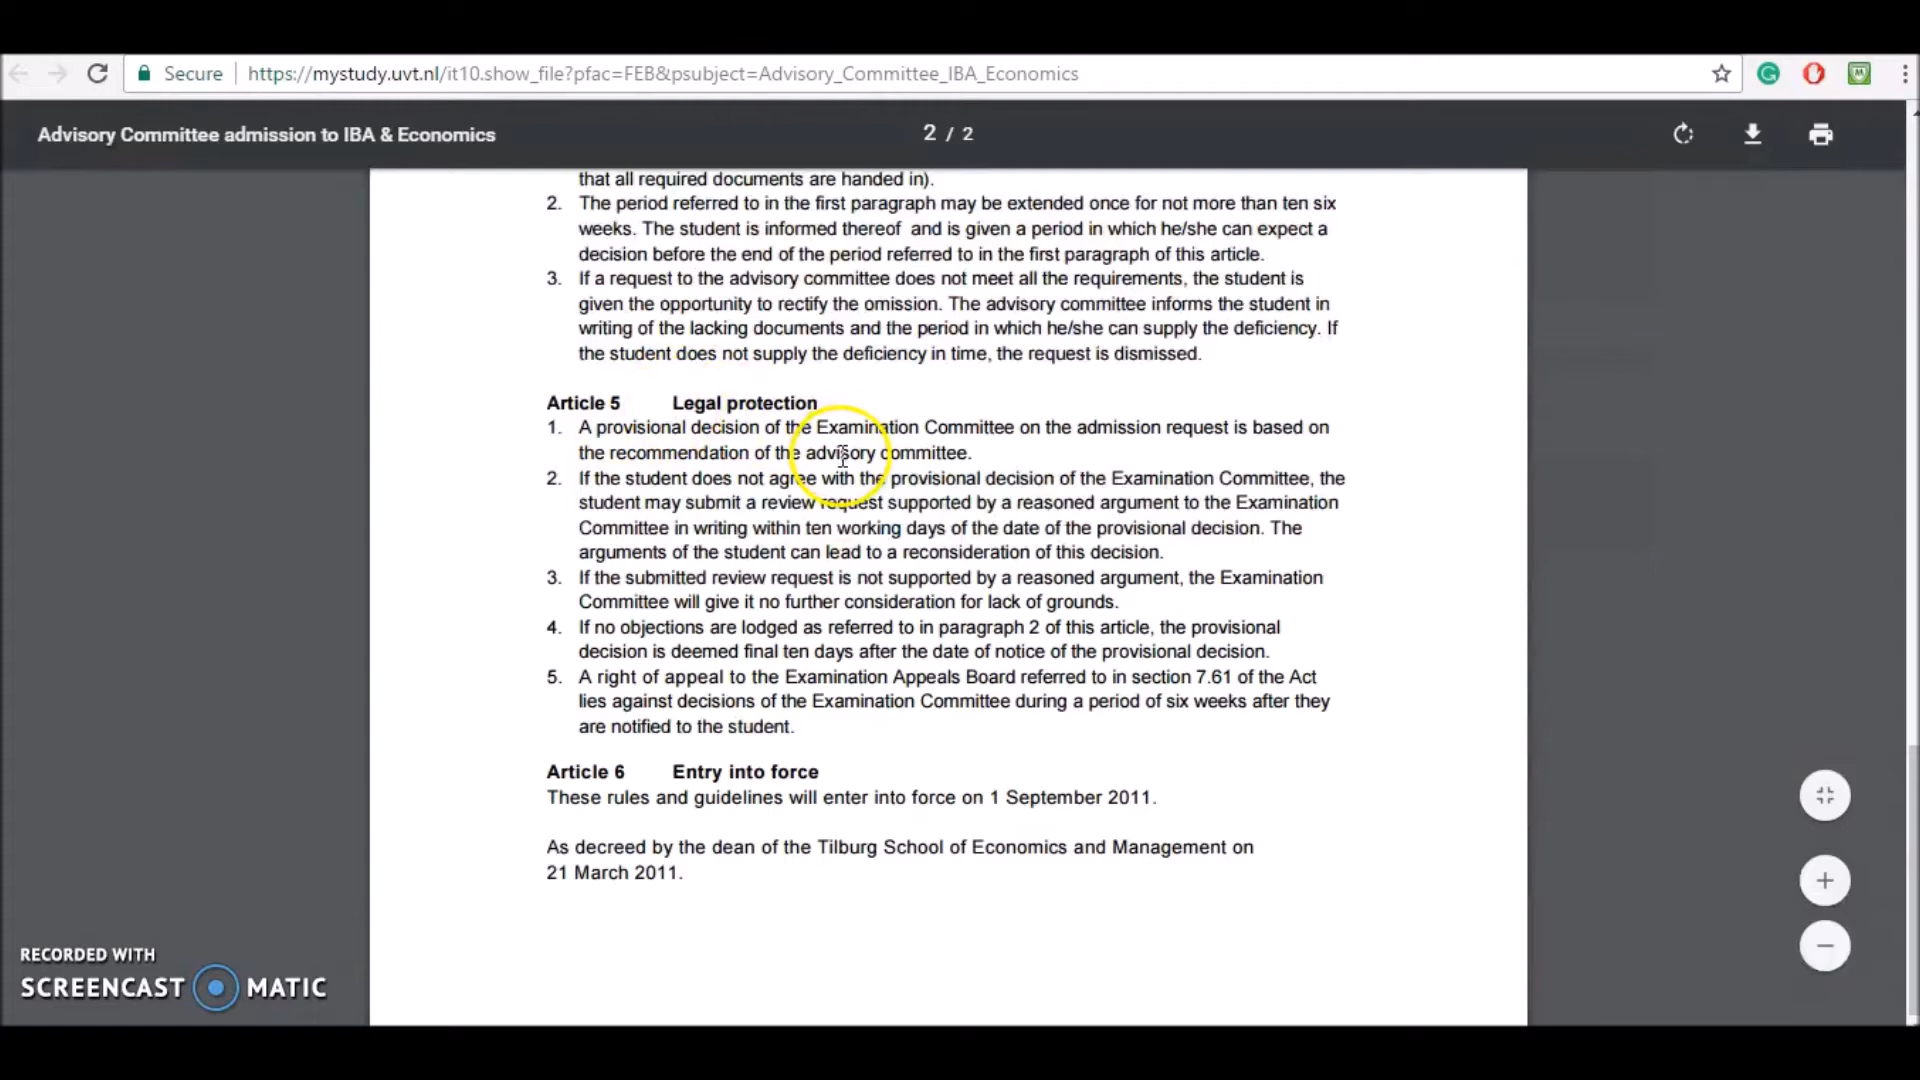 Secure
https://mystudy.uvt.nl/it10.show_file?pfac=FEB&psubject=Advisory_Committee_IBA_Economics
Advisory Committee admission to IBA & Economics
2 / 2
that all required documents are handed in).
2. The period referred to in the first paragraph may be extended once for not more than ten six
weeks. The student is informed thereof and is given a period in which he/she can expect a
decision before the end of the period referred to in the first paragraph of this article.
3. If a request to the advisory committee does not meet all the requirements, the student is
given the opportunity to rectify the omission. The advisory committee informs the student in
writing of the lacking documents and the period in which he/she can supply the deficiency. If
the student does not supply the deficiency in time, the request is dismissed.
Article 5 Legal protection
1. A provisional decision of the Examination Committee on the admission request is based on
the recommendation of the advisory committee.
2. If the student does not agree with the provisional decision of the Examination Committee, the
student may submit a review request supported by a reasoned argument to the Examination
Committee in writing within ten working days of the date of the provisional decision. The
arguments of the student can lead to a reconsideration of this decision.
3. If the submitted review request is not supported by a reasoned argument, the Examination
Committee will give it no further consideration for lack of grounds.
4. If no objections are lodged as referred to in paragraph 2 of this article, the provisional
decision is deemed final ten days after the date of notice of the provisional decision.
5. A right of appeal to the Examination Appeals Board referred to in section 7.61 of the Act
lies against decisions of the Examination Committee during a period of six weeks after they
are notified to the student.
Article 6 Entry into force
These rules and guidelines will enter into force on 1 September 2011.
As decreed by the dean of the Tilburg School of Economics and Management on
21 March 2011.
RECORDED WITH
SCREENCAST MATIC